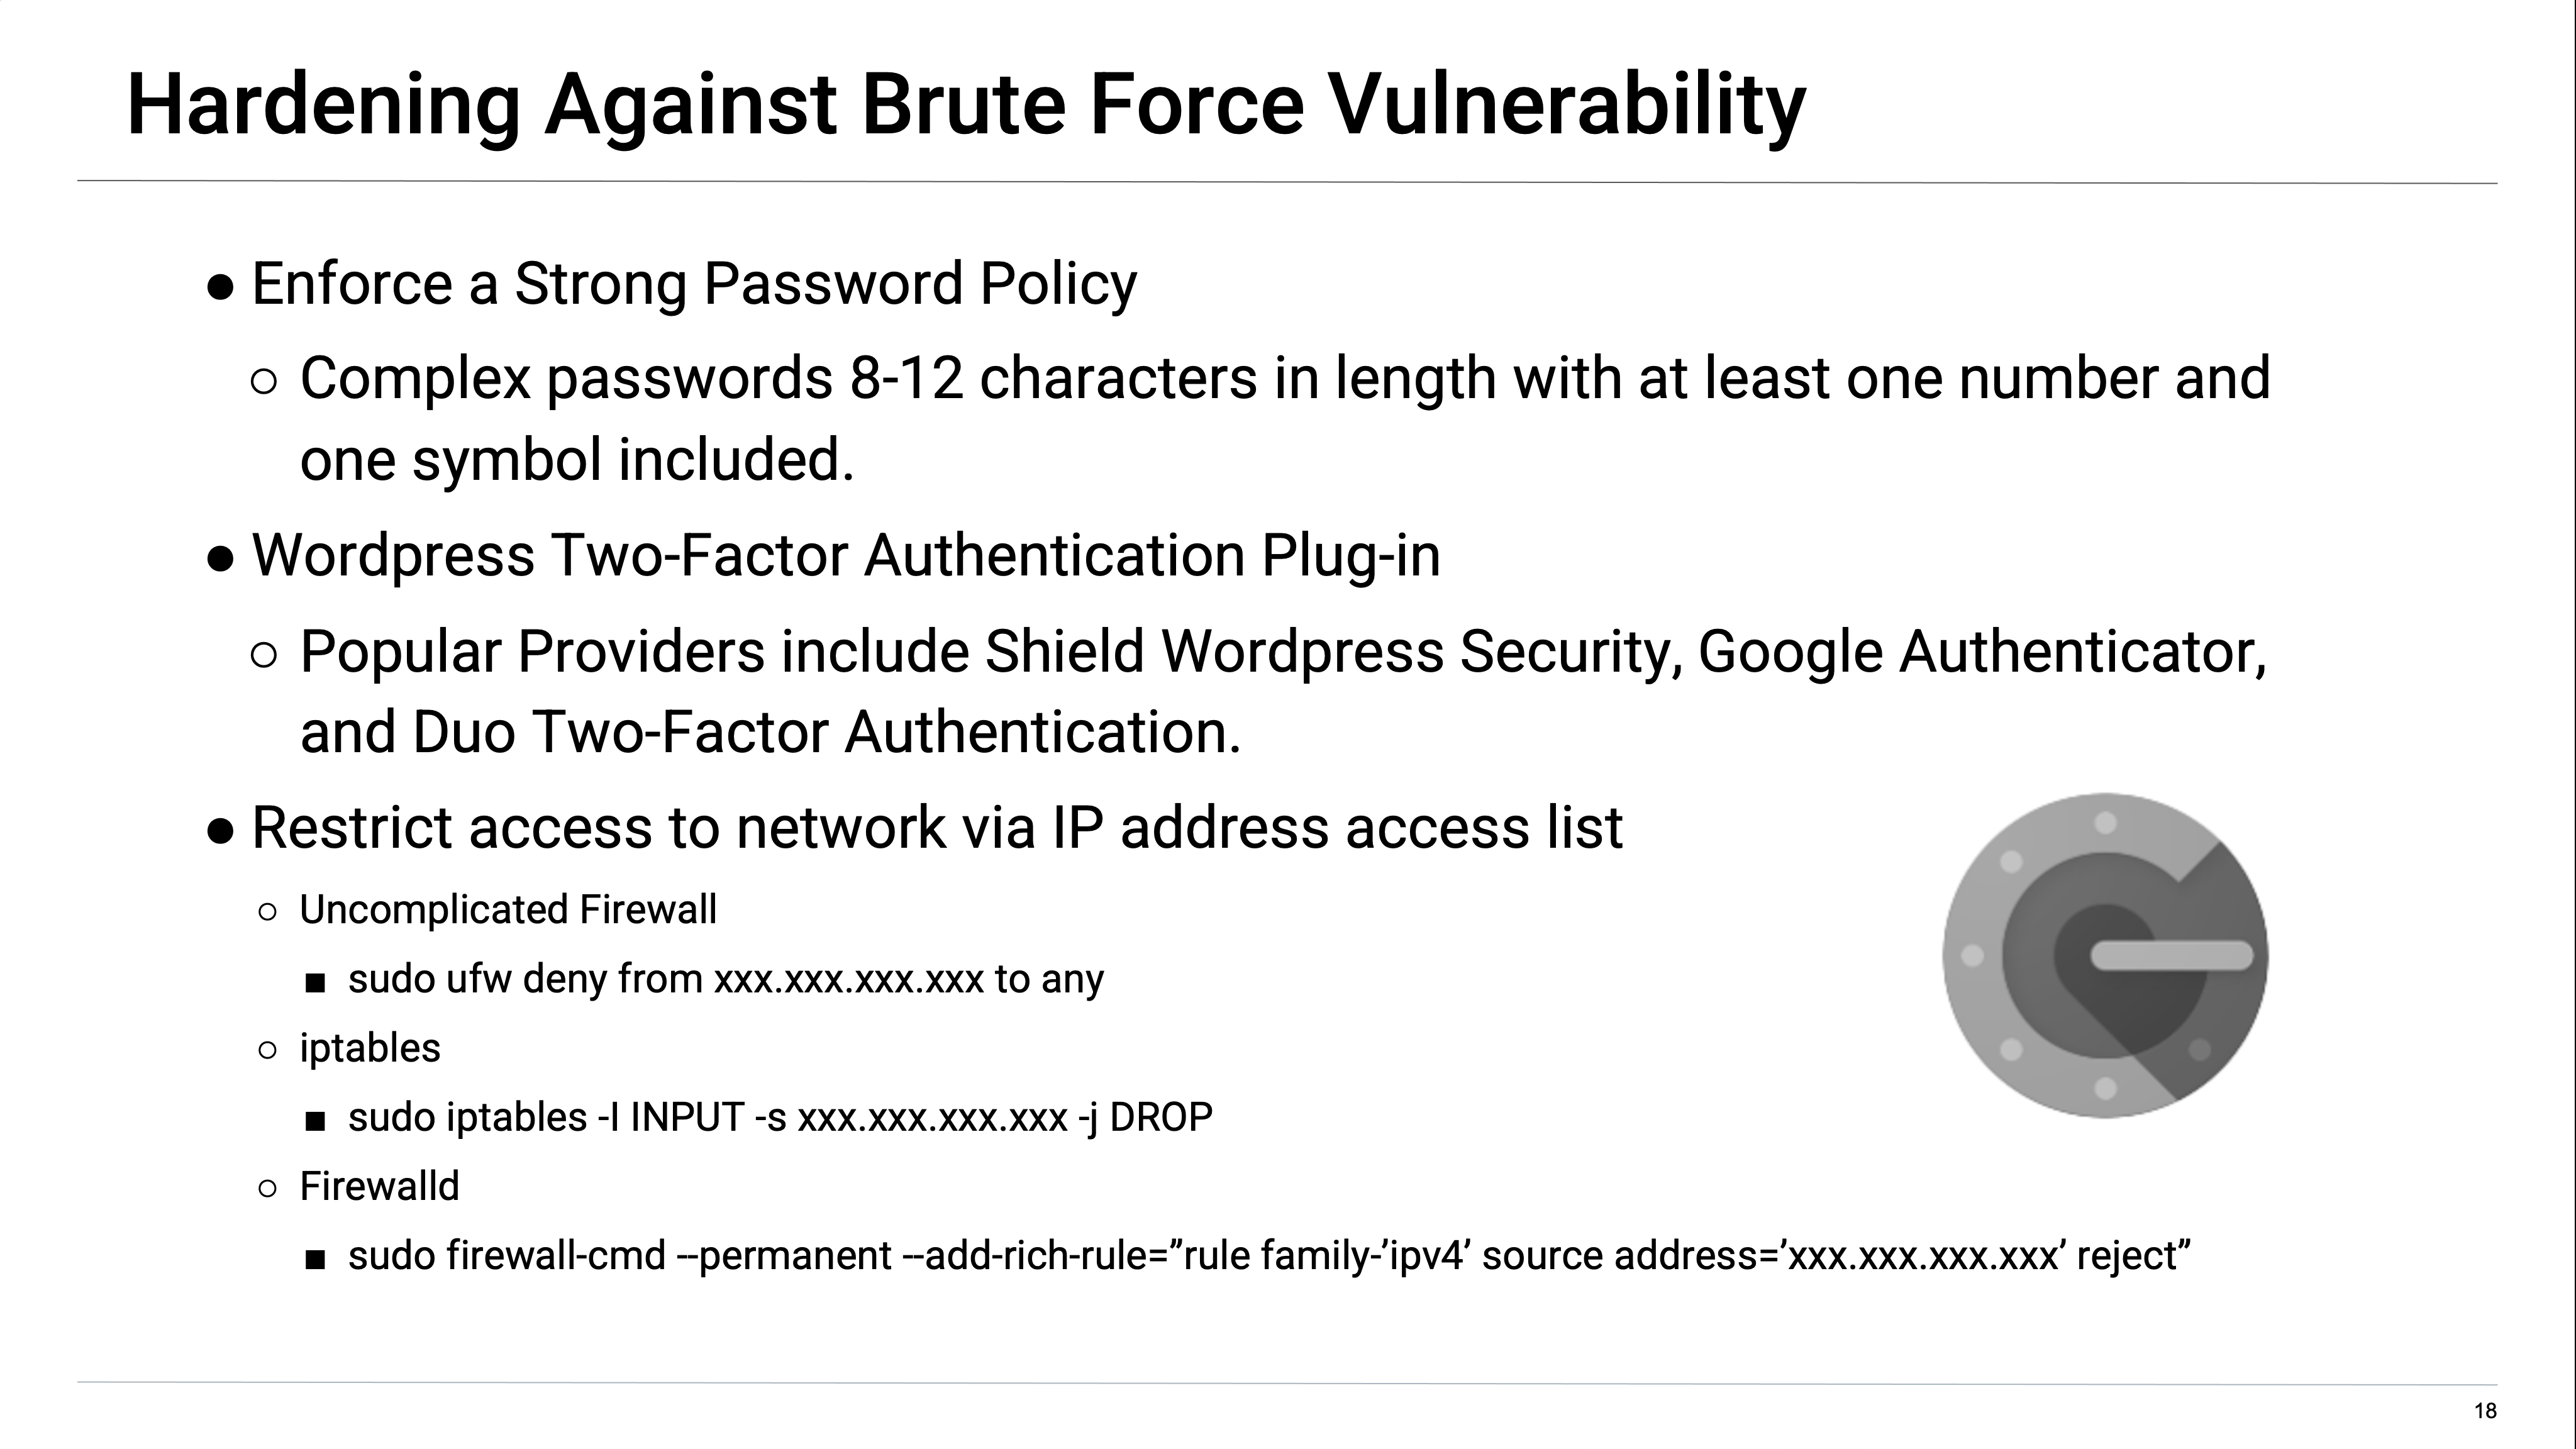 Hardening Against Brute Force Vulnerability
● Enforce a Strong Password Policy
○ Complex passwords 8-12 characters in length with at least one number and
one symbol included.
● Wordpress Two-Factor Authentication Plug-in
○ Popular Providers include Shield Wordpress Security, Google Authenticator,
and Duo Two-Factor Authentication.
● Restrict access to network via IP address access list
○ Uncomplicated Firewall
■ sudo ufw deny from xxx.xxx.xxx.xxx to any
○ iptables
■ sudo iptables -I INPUT -s xxx.xxx.xxx.xxx -j DROP
○ Firewalld
■ sudo firewall-cmd --permanent --add-rich-rule=”rule family-’ipv4’ source address=’xxx.xxx.xxx.xxx’ reject”
18